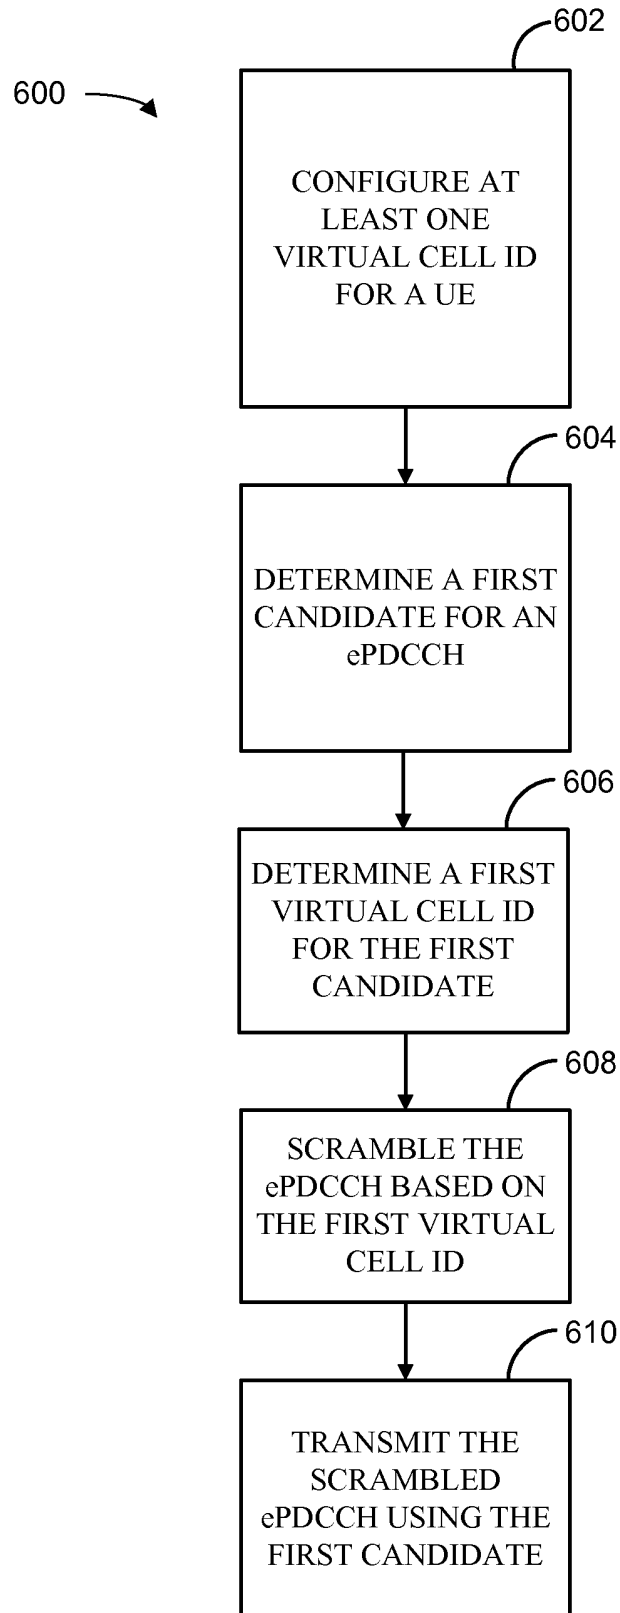 602
600
CONFIGURE AT
LEAST ONE
VIRTUAL CELL ID
FOR A UE
604
DETERMINE A FIRST
CANDIDATE FOR AN
ePDCCH
606
DETERMINE A FIRST
VIRTUAL CELL ID
FOR THE FIRST
CANDIDATE
608
SCRAMBLE THE
ePDCCH BASED ON
THE FIRST VIRTUAL
CELL ID
610
TRANSMIT THE
SCRAMBLED
ePDCCH USING THE
FIRST CANDIDATE